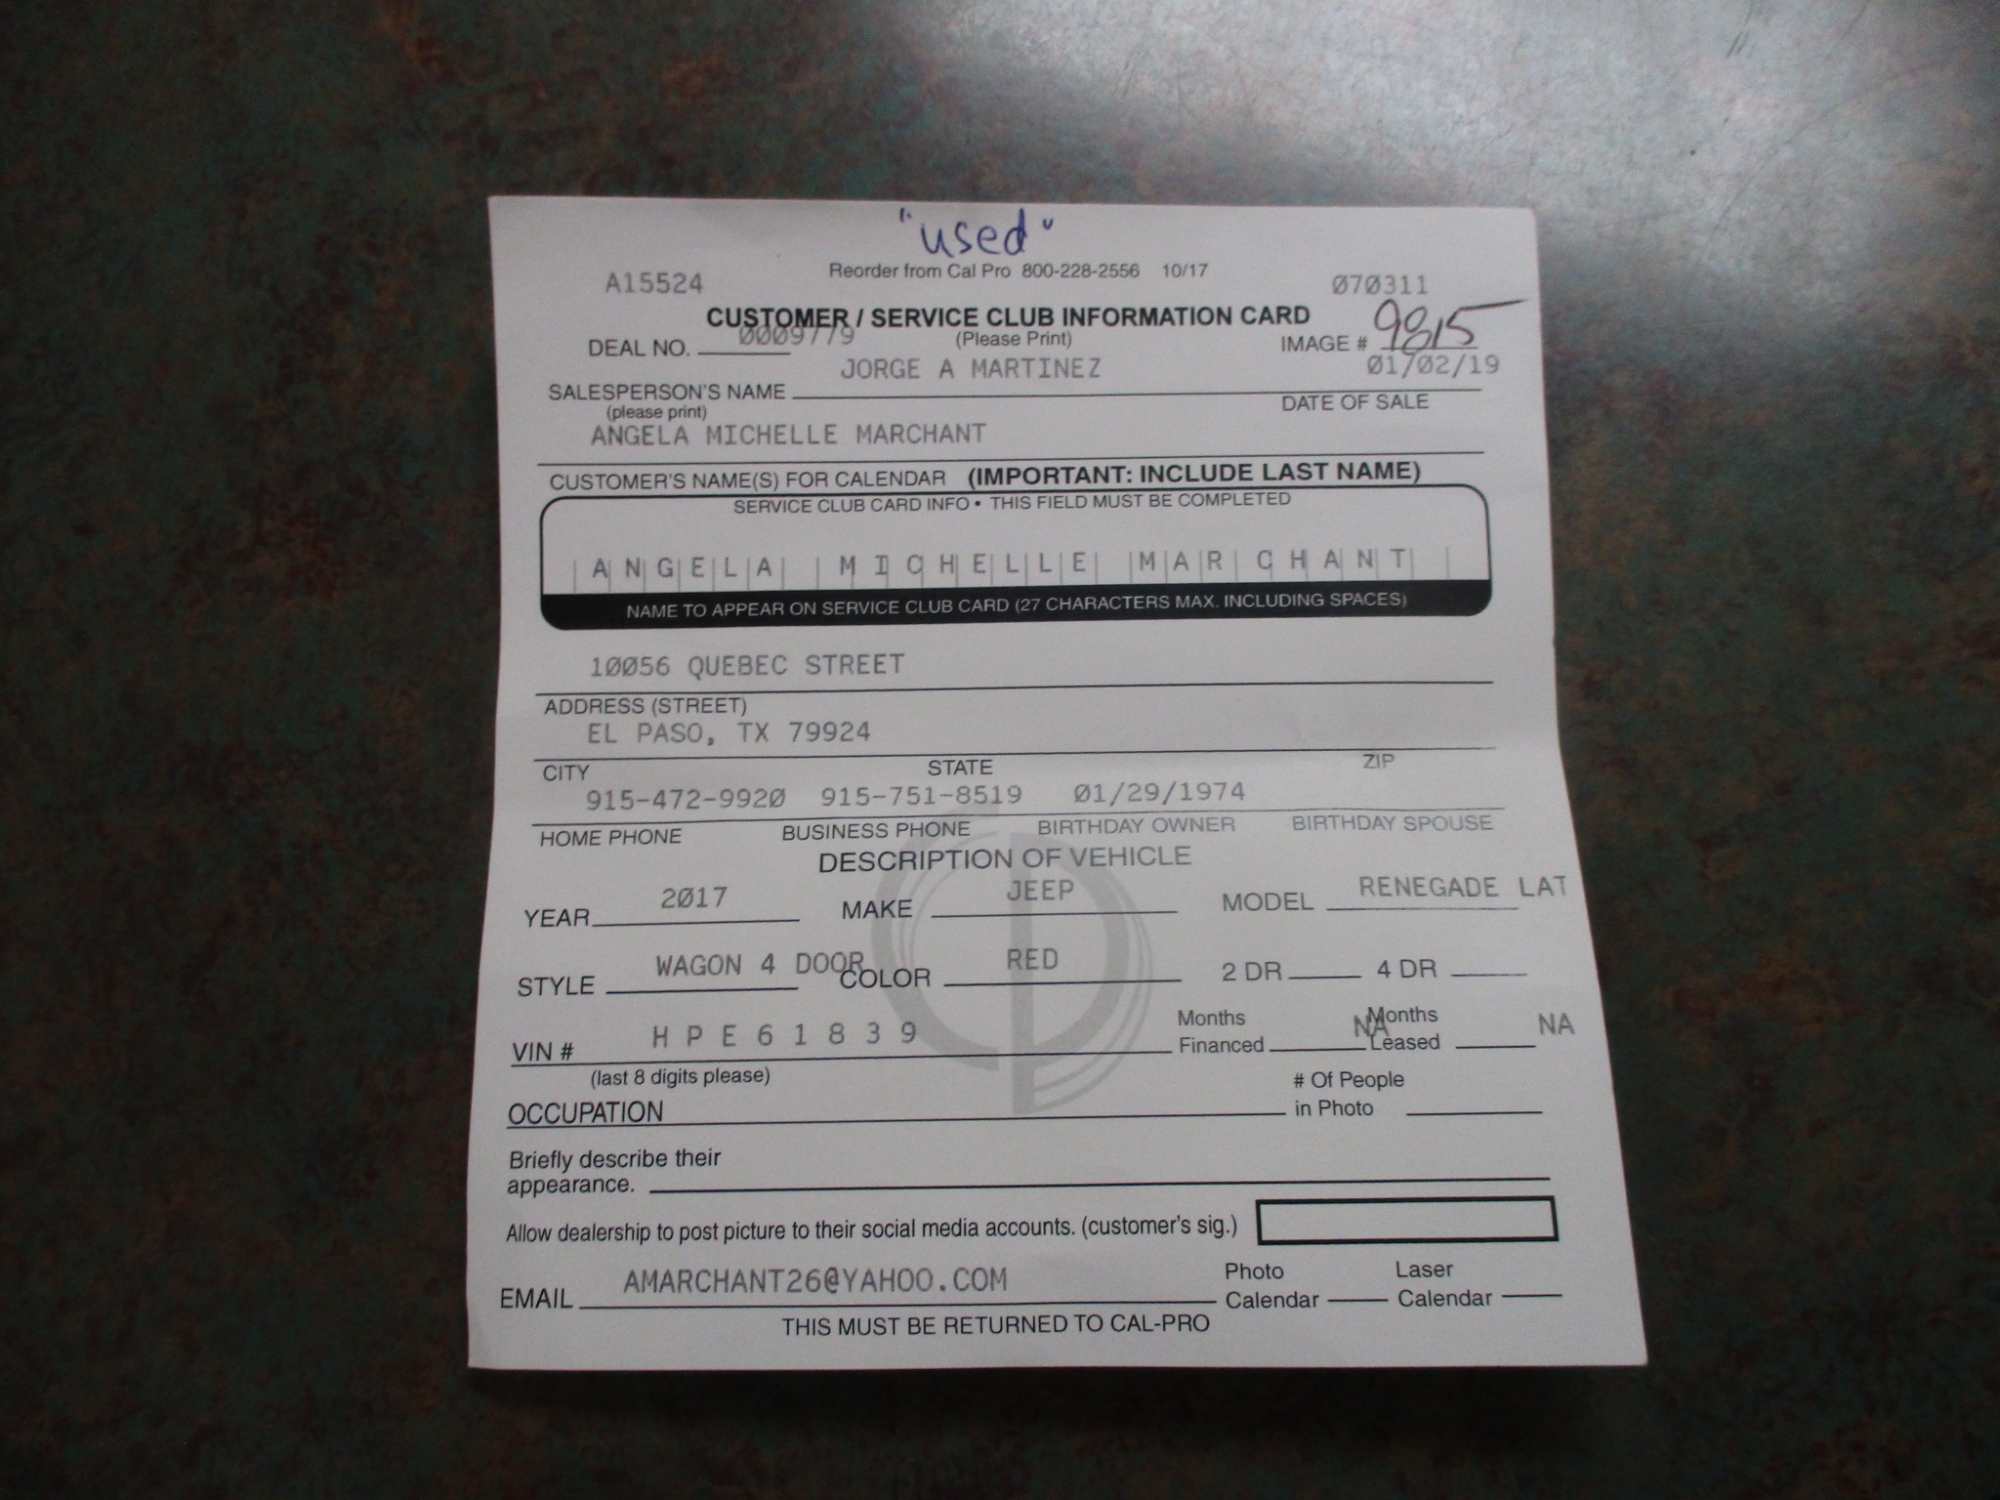 "used"
Reorder from Cal Pro 800-228-2556 10/17
A15524 070311
CUSTOMER / SERVICE CLUB INFORMATION CARD
DEAL NO. 0009779 (Please Print) IMAGE # 9815
JORGE A MARTINEZ 01/02/19
SALESPERSON'S NAME DATE OF SALE
(please print)
ANGELA MICHELLE MARCHANT
CUSTOMER'S NAME(S) FOR CALENDAR (IMPORTANT: INCLUDE LAST NAME)
SERVICE CLUB CARD INFO • THIS FIELD MUST BE COMPLETED
ANGELA MICHELLE MARCHANT
NAME TO APPEAR ON SERVICE CLUB CARD (27 CHARACTERS MAX. INCLUDING SPACES)
10056 QUEBEC STREET
ADDRESS (STREET)
EL PASO, TX 79924
CITY STATE ZIP
915-472-9920 915-751-8519 01/29/1974
HOME PHONE BUSINESS PHONE BIRTHDAY OWNER BIRTHDAY SPOUSE
DESCRIPTION OF VEHICLE
YEAR 2017 MAKE JEEP MODEL RENEGADE LAT
STYLE WAGON 4 DOOR COLOR RED 2 DR 4 DR
VIN # HPE61839 Months Financed NA Months Leased NA
(last 8 digits please)
OCCUPATION # Of People in Photo
Briefly describe their
appearance.
Allow dealership to post picture to their social media accounts. (customer's sig.)
EMAIL AMARCHANT26@YAHOO.COM Photo Calendar Laser Calendar
THIS MUST BE RETURNED TO CAL-PRO